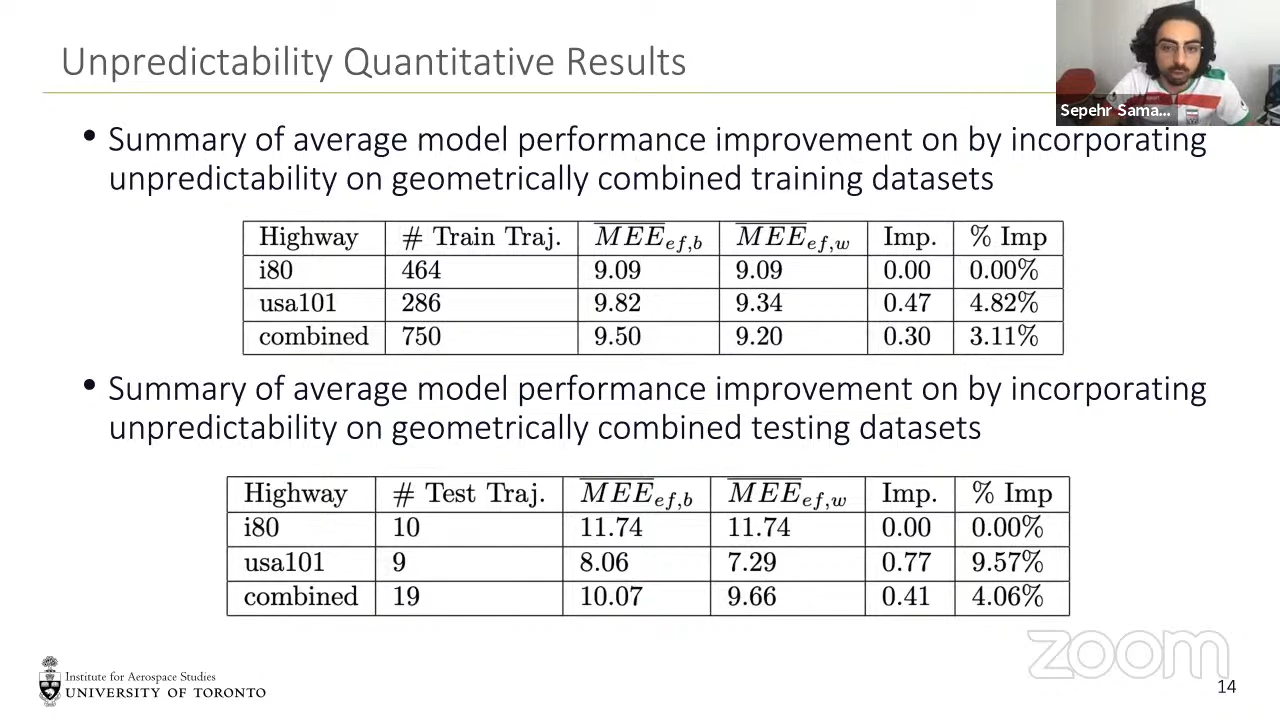 Unpredictability Quantitative Results
Sepehr Sama...
• Summary of average model performance improvement on by incorporating
unpredictability on geometrically combined training datasets
Highway # Train Traj. MEE_ef,b MEE_ef,w Imp. % Imp
i80 464 9.09 9.09 0.00 0.00%
usa101 286 9.82 9.34 0.47 4.82%
combined 750 9.50 9.20 0.30 3.11%
• Summary of average model performance improvement on by incorporating
unpredictability on geometrically combined testing datasets
Highway # Test Traj. MEE_ef,b MEE_ef,w Imp. % Imp
i80 10 11.74 11.74 0.00 0.00%
usa101 9 8.06 7.29 0.77 9.57%
combined 19 10.07 9.66 0.41 4.06%
zoom
Institute for Aerospace Studies
UNIVERSITY OF TORONTO
14